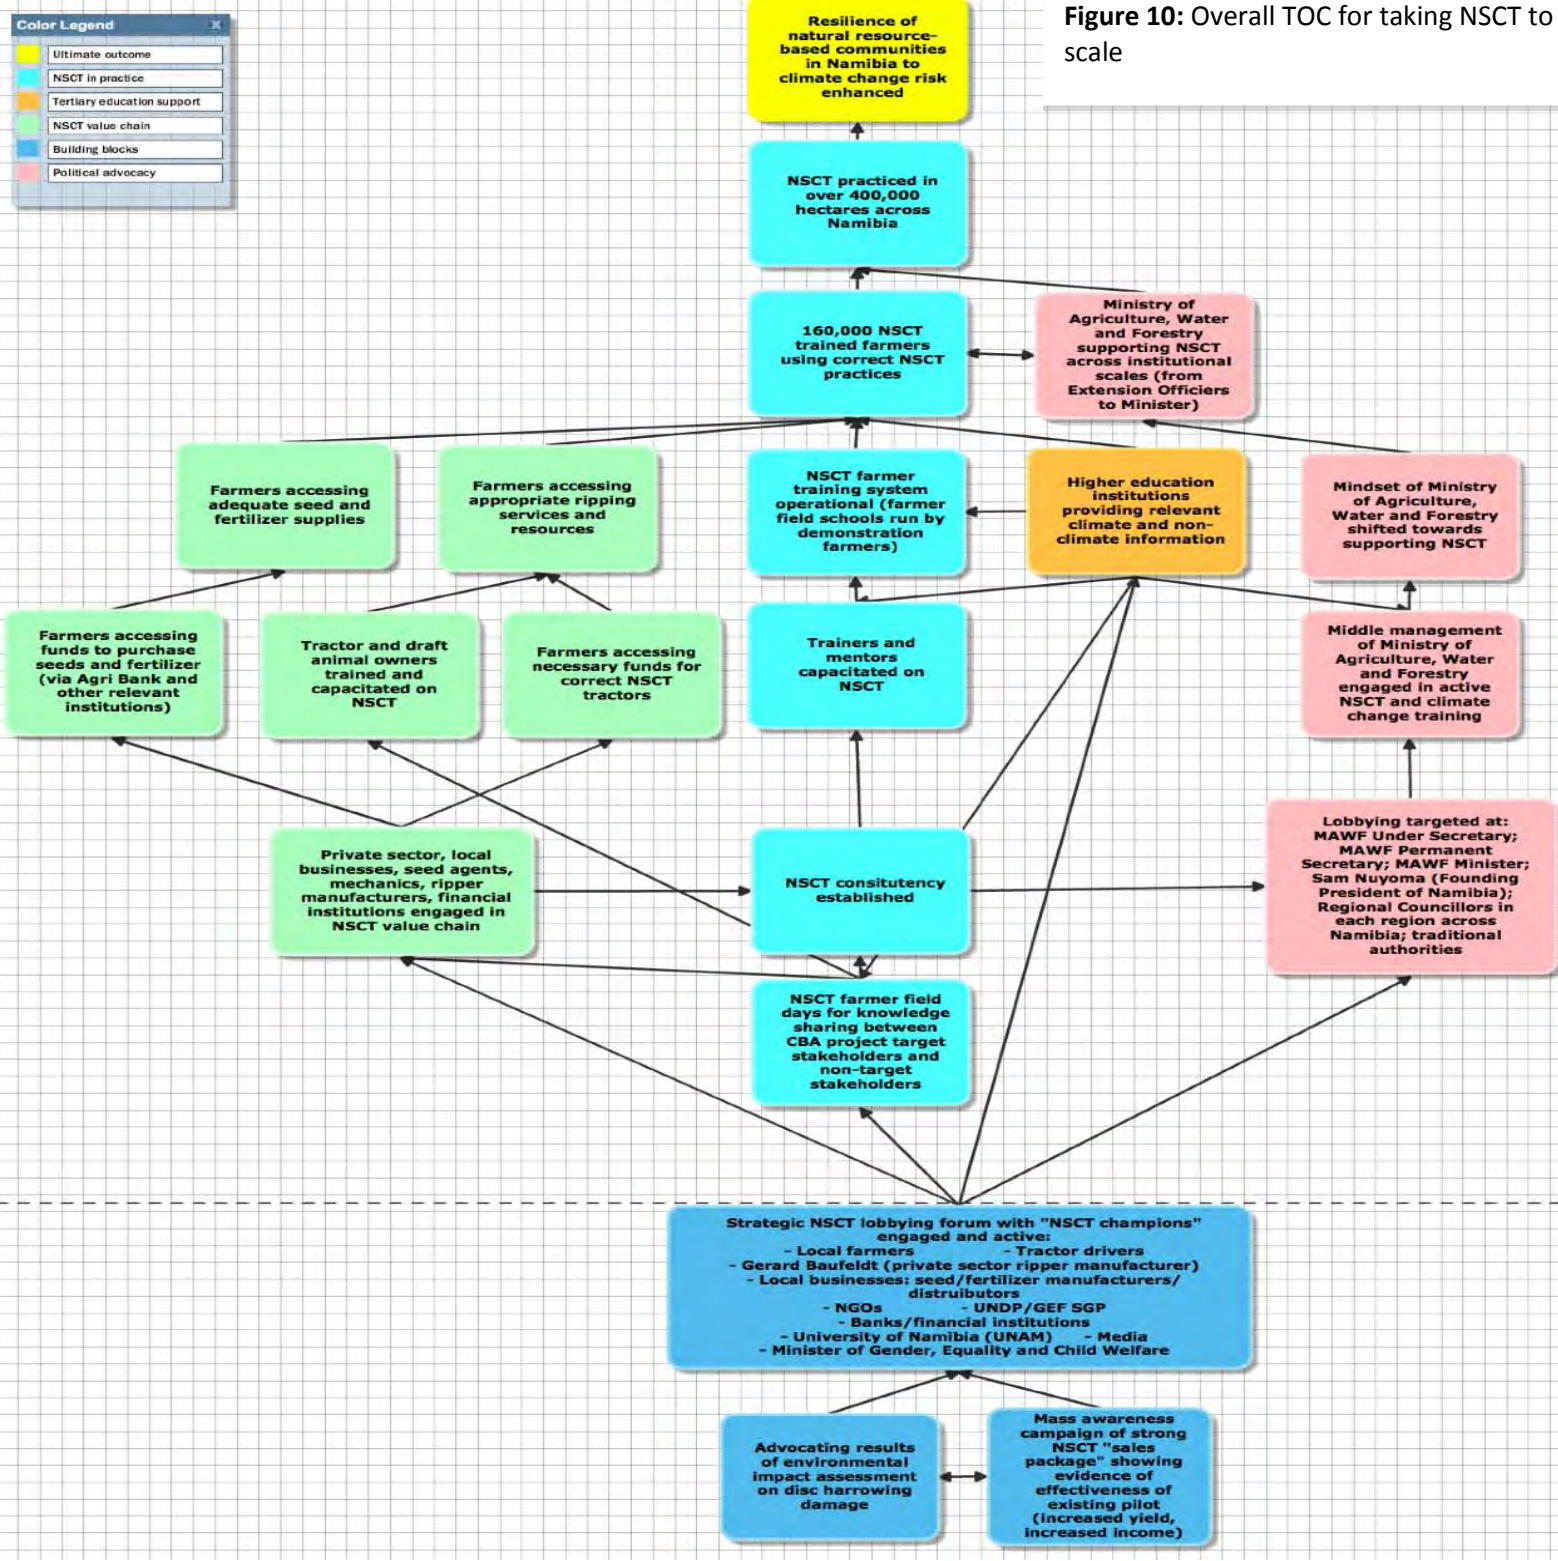 Color Legend X
Ultimate outcome
NSCT in practice
Tertiary education support
NSCT value chain
Building blocks
Political advocacy
Figure 10: Overall TOC for taking NSCT to
scale
Resilience of
natural resource-
based communities
in Namibia to
climate change risk
enhanced
NSCT practiced in
over 400,000
hectares across
Namibia
160,000 NSCT
trained farmers
using correct NSCT
practices
Ministry of
Agriculture, Water
and Forestry
supporting NSCT
across institutional
scales (from
Extension Officiers
to Minister)
Farmers accessing
adequate seed and
fertilizer supplies
Farmers accessing
appropriate ripping
services and
resources
NSCT farmer
training system
operational (farmer
field schools run by
demonstration
farmers)
Higher education
institutions
providing relevant
climate and non-
climate information
Mindset of Ministry
of Agriculture,
Water and Forestry
shifted towards
supporting NSCT
Farmers accessing
funds to purchase
seeds and fertilizer
(via Agri Bank and
other relevant
institutions)
Tractor and draft
animal owners
trained and
capacitated on
NSCT
Farmers accessing
necessary funds for
correct NSCT
tractors
Trainers and
mentors
capacitated on
NSCT
Middle management
of Ministry of
Agriculture, Water
and Forestry
engaged in active
NSCT and climate
change training
Private sector, local
businesses, seed agents,
mechanics, ripper
manufacturers, financial
institutions engaged in
NSCT value chain
NSCT consitutency
established
Lobbying targeted at:
MAWF Under Secretary;
MAWF Permanent
Secretary; MAWF Minister;
Sam Nuyoma (Founding
President of Namibia);
Regional Councillors in
each region across
Namibia; traditional
authorities
NSCT farmer field
days for knowledge
sharing between
CBA project target
stakeholders and
non-target
stakeholders
Strategic NSCT lobbying forum with "NSCT champions"
engaged and active:
- Local farmers - Tractor drivers
- Gerard Baufeldt (private sector ripper manufacturer)
- Local businesses: seed/fertilizer manufacturers/
distruibutors
- NGOs - UNDP/GEF SGP
- Banks/financial institutions
- University of Namibia (UNAM) - Media
- Minister of Gender, Equality and Child Welfare
Advocating results
of environmental
impact assessment
on disc harrowing
damage
Mass awareness
campaign of strong
NSCT "sales
package" showing
evidence of
effectiveness of
existing pilot
(increased yield,
increased income)